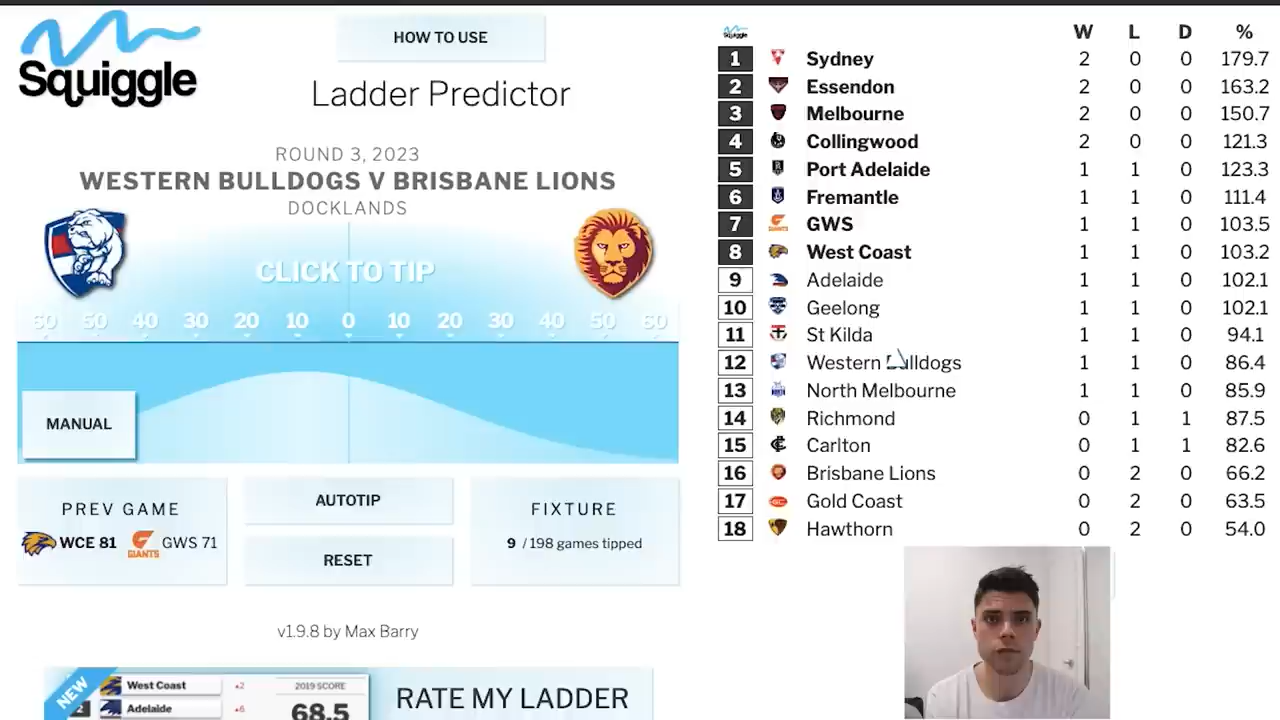 Squiggle
HOW TO USE
Ladder Predictor
ROUND 3, 2023
WESTERN BULLDOGS V BRISBANE LIONS
DOCKLANDS
CLICK TO TIP
60 50 40 30 20 10 0 10 20 30 40 50 60
MANUAL
PREV GAME
WCE 81 GIANTS GWS 71
AUTOTIP
RESET
FIXTURE
9 / 198 games tipped
v1.9.8 by Max Barry
NEW
West Coast ▲2
2 Adelaide ▲6
2019 SCORE
68.5
RATE MY LADDER
Squiggle W L D %
1 Sydney 2 0 0 179.7
2 Essendon 2 0 0 163.2
3 Melbourne 2 0 0 150.7
4 Collingwood 2 0 0 121.3
5 Port Adelaide 1 1 0 123.3
6 Fremantle 1 1 0 111.4
7 GWS 1 1 0 103.5
8 West Coast 1 1 0 103.2
9 Adelaide 1 1 0 102.1
10 Geelong 1 1 0 102.1
11 St Kilda 1 1 0 94.1
12 Western Bulldogs 1 1 0 86.4
13 North Melbourne 1 1 0 85.9
14 Richmond 0 1 1 87.5
15 Carlton 0 1 1 82.6
16 Brisbane Lions 0 2 0 66.2
17 Gold Coast 0 2 0 63.5
18 Hawthorn 0 2 0 54.0